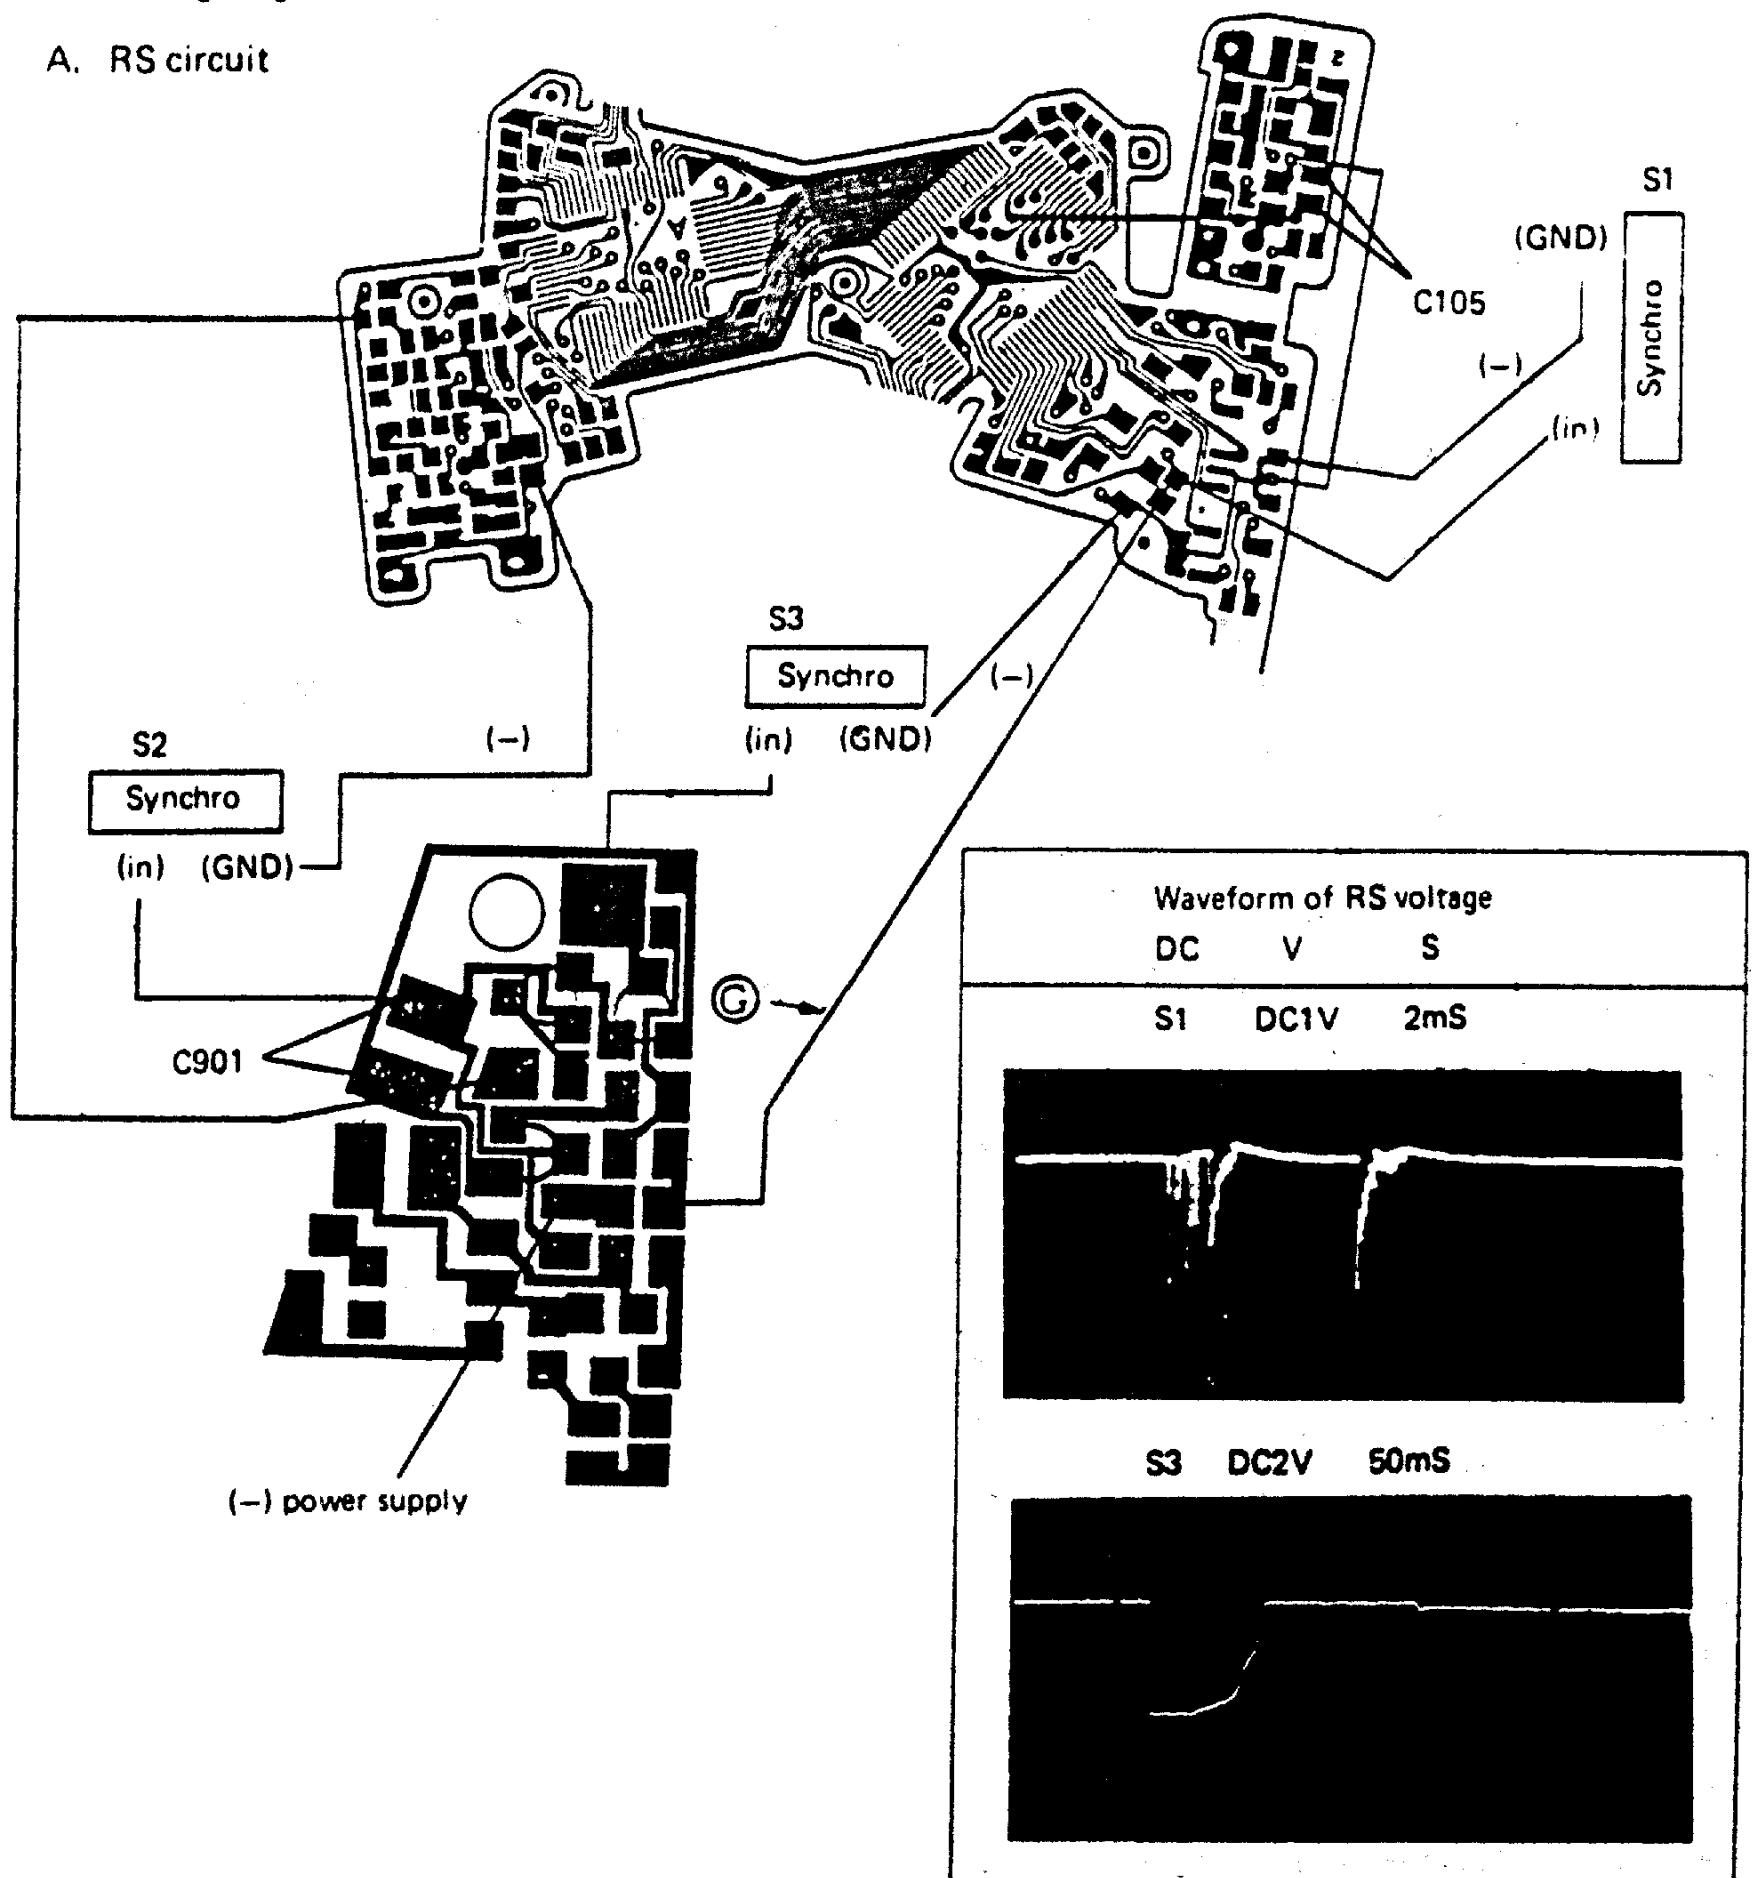 A. RS circuit
S1
(GND)
Synchro
C105
(−)
(in)
S3
Synchro
(−)
(in) (GND)
S2
(−)
Synchro
(in) (GND)
G
C901
(−) power supply
Waveform of RS voltage
DC V S
S1 DC1V 2mS
S3 DC2V 50mS
A
2